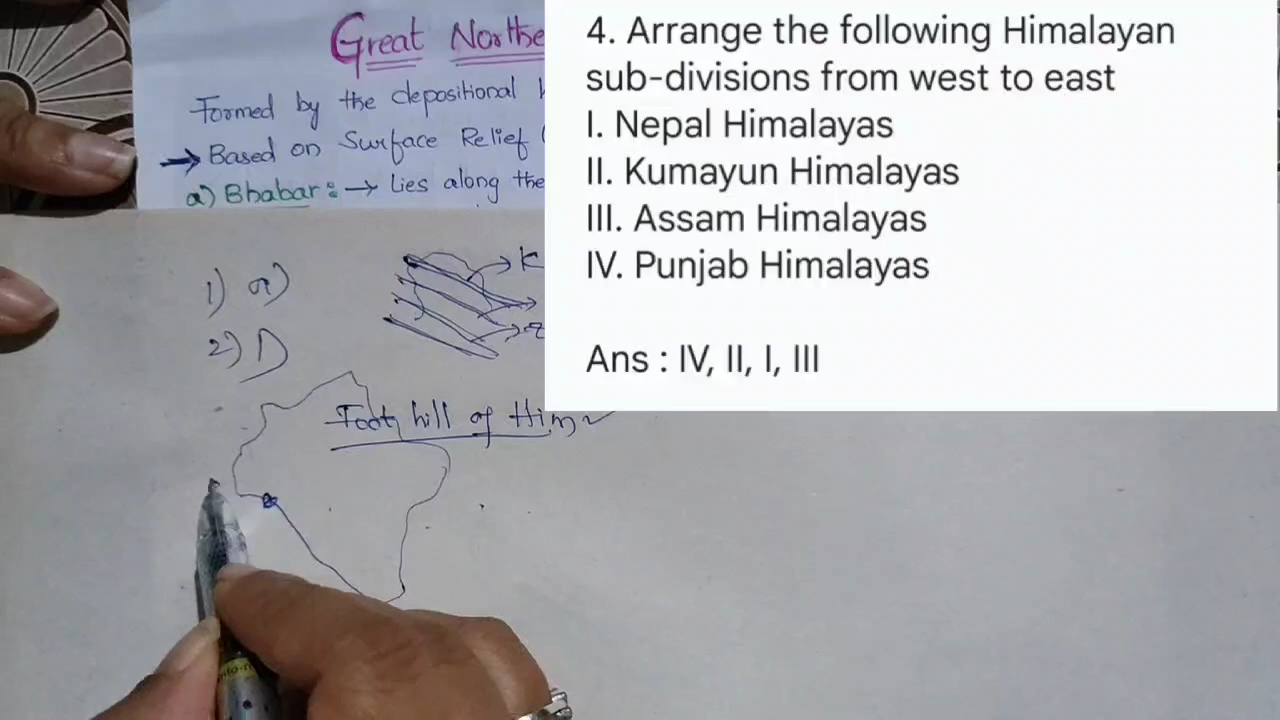 Great Northe
Formed by the depositional
→ Based on Surface Relief (
a) Bhabar: → Lies along the
1) a)
2) D
→ K
Foot hill of Him
4. Arrange the following Himalayan
sub-divisions from west to east
I. Nepal Himalayas
II. Kumayun Himalayas
III. Assam Himalayas
IV. Punjab Himalayas
Ans : IV, II, I, III